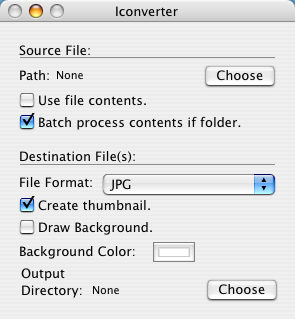 Iconverter
Source File:
Path: None Choose
Use file contents.
Batch process contents if folder.
Destination File(s):
File Format: JPG
Create thumbnail.
Draw Background.
Background Color:
Output
Directory: None Choose